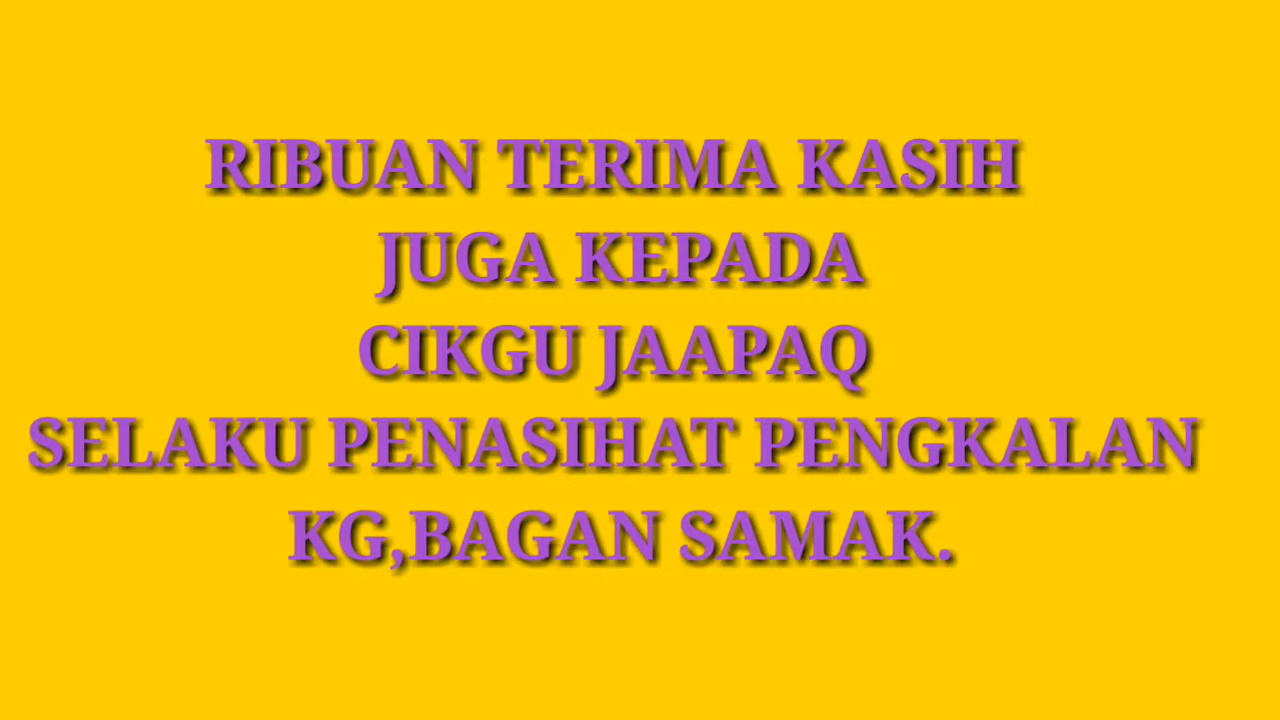 RIBUAN TERIMA KASIH
JUGA KEPADA
CIKGU JAAPAQ
SELAKU PENASIHAT PENGKALAN
KG,BAGAN SAMAK.